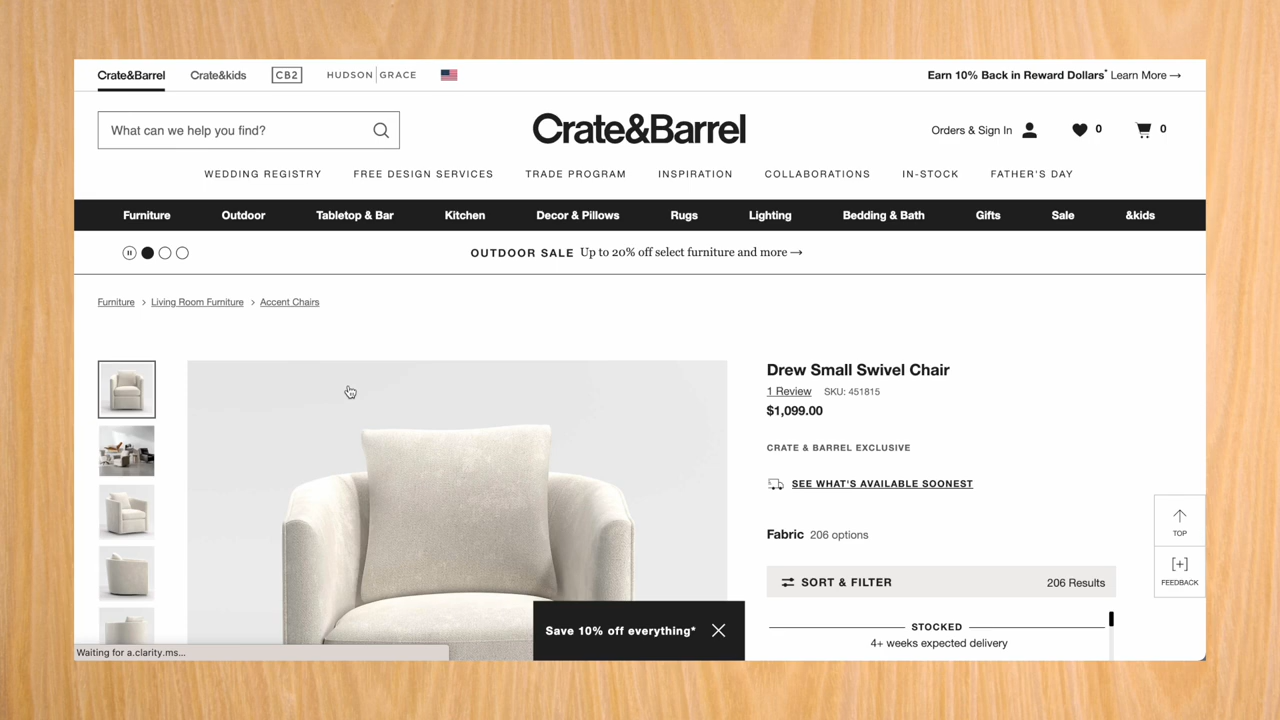 Crate&Barrel Crate&kids CB2 HUDSON|GRACE Earn 10% Back in Reward Dollars* Learn More →
What can we help you find? Crate&Barrel Orders & Sign In 0 0
WEDDING REGISTRY FREE DESIGN SERVICES TRADE PROGRAM INSPIRATION COLLABORATIONS IN-STOCK FATHER'S DAY
Furniture Outdoor Tabletop & Bar Kitchen Decor & Pillows Rugs Lighting Bedding & Bath Gifts Sale &kids
OUTDOOR SALE Up to 20% off select furniture and more →
Furniture > Living Room Furniture > Accent Chairs
Drew Small Swivel Chair
1 Review SKU: 451815
$1,099.00
CRATE & BARREL EXCLUSIVE
SEE WHAT'S AVAILABLE SOONEST
Fabric 206 options
SORT & FILTER 206 Results
STOCKED
4+ weeks expected delivery
TOP
[+]
FEEDBACK
Save 10% off everything*
Waiting for a.clarity.ms...